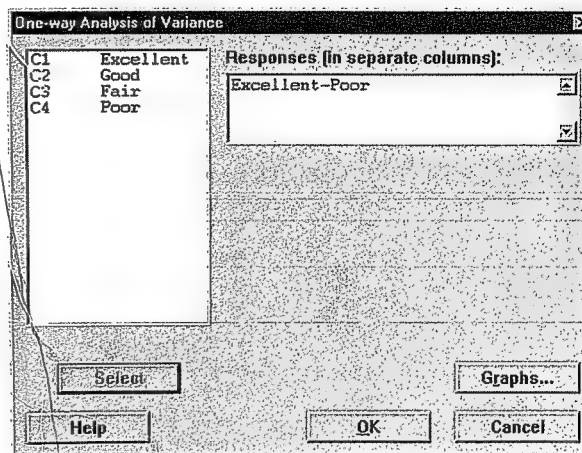 One-way Analysis of Variance
C1 Excellent
C2 Good
C3 Fair
C4 Poor
Responses (in separate columns):
Excellent-Poor
Select
Graphs...
Help
OK
Cancel